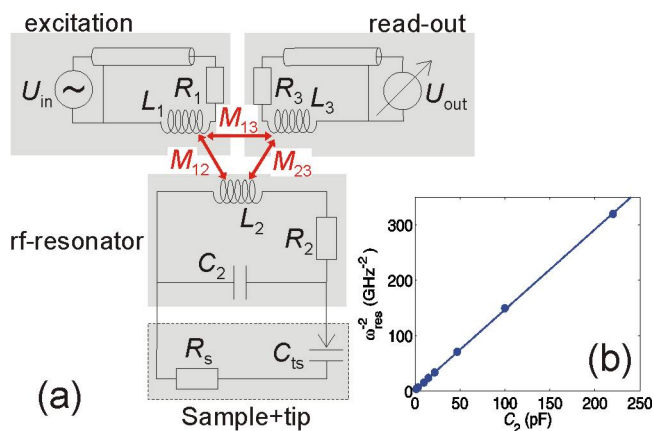 excitation
read-out
U_in
~
R_1
L_1
R_3
L_3
U_out
M_13
M_12
M_23
L_2
rf-resonator
R_2
C_2
R_s
C_ts
(a)
Sample+tip
ω_res^-2 (GHz^-2)
300
200
100
0
0 50 100 150 200 250
C_2 (pF)
(b)